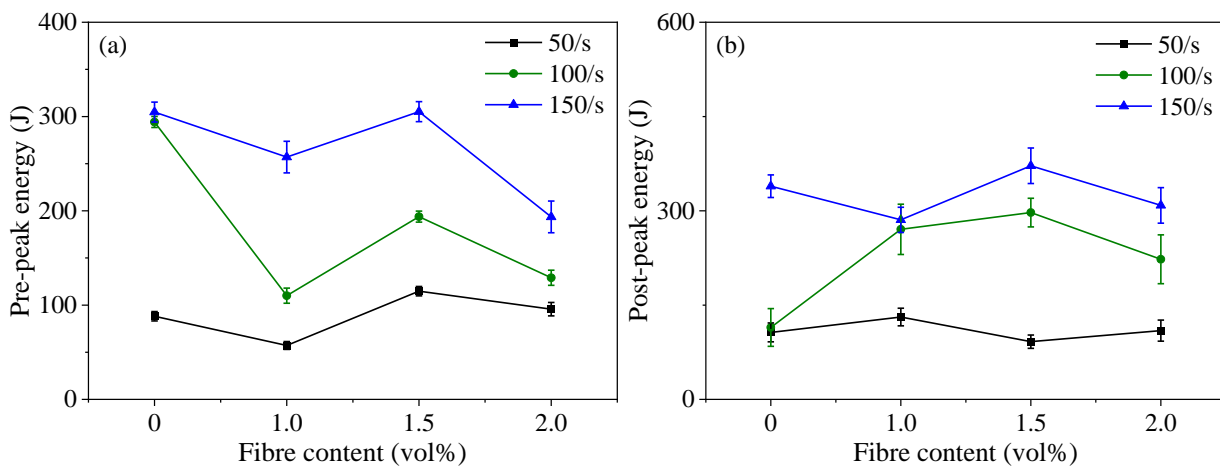 (a)
50/s
100/s
150/s
400
300
200
100
0
Pre-peak energy (J)
0 1.0 1.5 2.0
Fibre content (vol%)
(b)
50/s
100/s
150/s
600
300
0
Post-peak energy (J)
0 1.0 1.5 2.0
Fibre content (vol%)